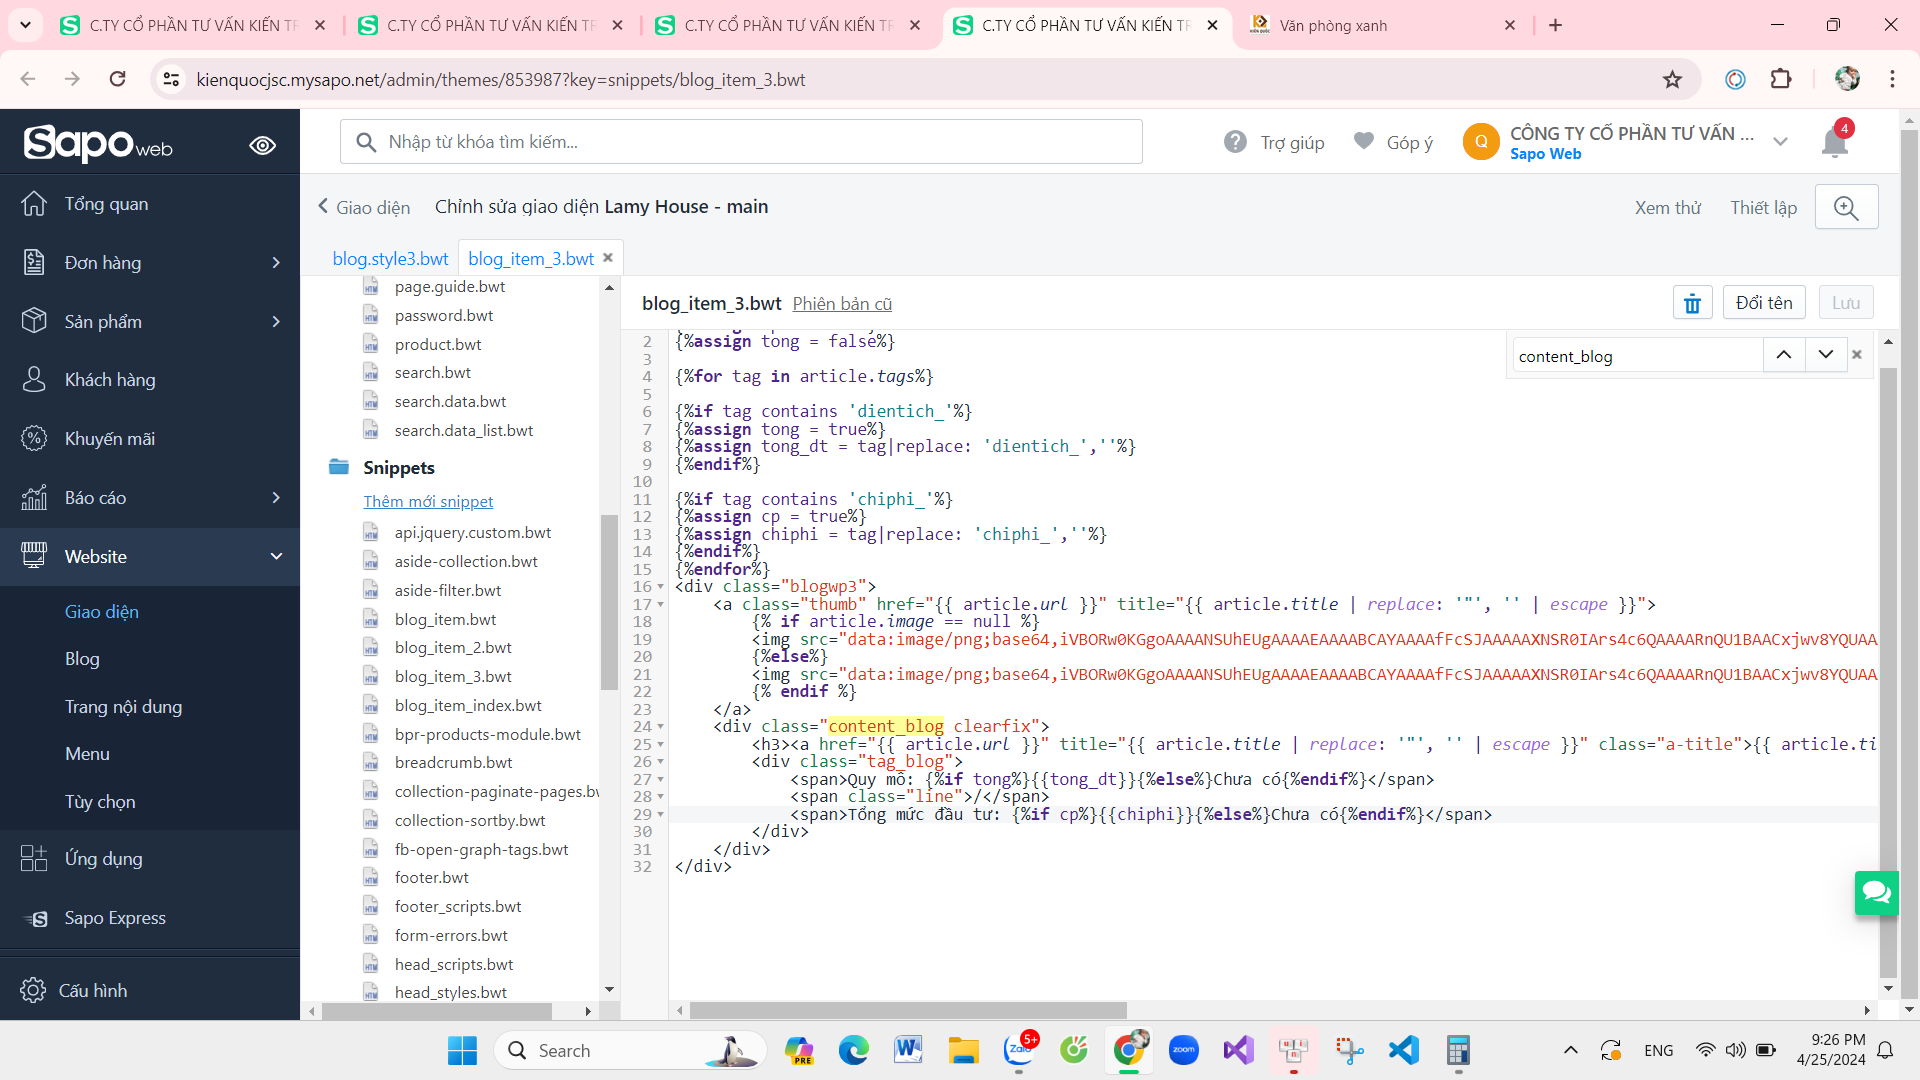 C.TY CỔ PHẦN TƯ VẤN KIẾN TR
C.TY CỔ PHẦN TƯ VẤN KIẾN TR
C.TY CỔ PHẦN TƯ VẤN KIẾN TR
C.TY CỔ PHẦN TƯ VẤN KIẾN TR
Văn phòng xanh
kienquocjsc.mysapo.net/admin/themes/853987?key=snippets/blog_item_3.bwt
Sapo web
Nhập từ khóa tìm kiếm...
Trợ giúp
Góp ý
Q
CÔNG TY CỔ PHẦN TƯ VẤN ...
Sapo Web
4
Tổng quan
Đơn hàng
Sản phẩm
Khách hàng
Khuyến mãi
Báo cáo
Website
Giao diện
Blog
Trang nội dung
Menu
Tùy chọn
Ứng dụng
Sapo Express
Cấu hình
Giao diện
Chỉnh sửa giao diện Lamy House - main
Xem thử
Thiết lập
blog.style3.bwt
blog_item_3.bwt
page.guide.bwt
password.bwt
product.bwt
search.bwt
search.data.bwt
search.data_list.bwt
Snippets
Thêm mới snippet
api.jquery.custom.bwt
aside-collection.bwt
aside-filter.bwt
blog_item.bwt
blog_item_2.bwt
blog_item_3.bwt
blog_item_index.bwt
bpr-products-module.bwt
breadcrumb.bwt
collection-paginate-pages.bw
collection-sortby.bwt
fb-open-graph-tags.bwt
footer.bwt
footer_scripts.bwt
form-errors.bwt
head_scripts.bwt
head_styles.bwt
blog_item_3.bwt Phiên bản cũ
Đổi tên
Lưu
content_blog
2 {%assign tong = false%}
3
4 {%for tag in article.tags%}
5
6 {%if tag contains 'dientich_'%}
7 {%assign tong = true%}
8 {%assign tong_dt = tag|replace: 'dientich_',''%}
9 {%endif%}
10
11 {%if tag contains 'chiphi_'%}
12 {%assign cp = true%}
13 {%assign chiphi = tag|replace: 'chiphi_',''%}
14 {%endif%}
15 {%endfor%}
16 <div class="blogwp3">
17 <a class="thumb" href="{{ article.url }}" title="{{ article.title | replace: '"', '' | escape }}">
18 {% if article.image == null %}
19 <img src="data:image/png;base64,iVBORw0KGgoAAAANSUhEUgAAAAEAAAABCAYAAAAfFcSJAAAAAXNSR0IArs4c6QAAAARnQU1BAACxjwv8YQUAA
20 {%else%}
21 <img src="data:image/png;base64,iVBORw0KGgoAAAANSUhEUgAAAAEAAAABCAYAAAAfFcSJAAAAAXNSR0IArs4c6QAAAARnQU1BAACxjwv8YQUAA
22 {% endif %}
23 </a>
24 <div class="content_blog clearfix">
25 <h3><a href="{{ article.url }}" title="{{ article.title | replace: '"', '' | escape }}" class="a-title">{{ article.ti
26 <div class="tag_blog">
27 <span>Quy mô: {%if tong%}{{tong_dt}}{%else%}Chưa có{%endif%}</span>
28 <span class="line">/</span>
29 <span>Tổng mức đầu tư: {%if cp%}{{chiphi}}{%else%}Chưa có{%endif%}</span>
30 </div>
31 </div>
32 </div>
Search
PRE
Zalo
5+
zoom
ENG
9:26 PM
4/25/2024